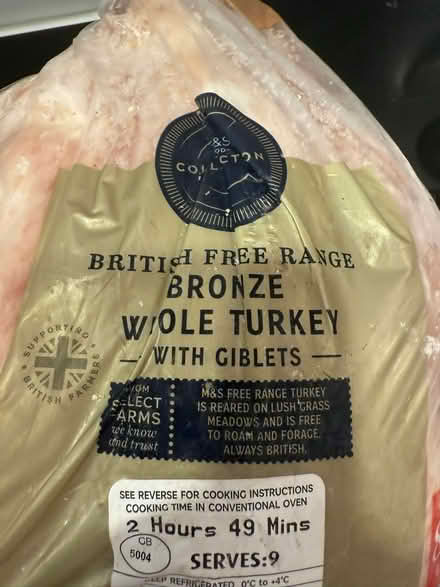 &S
COLLCTON
BRITISH FREE RANGE
BRONZE
WHOLE TURKEY
— WITH GIBLETS —
SUPPORTING
BRITISH FARMERS
SELECT
FARMS
we know
and trust
M&S FREE RANGE TURKEY
IS REARED ON LUSH GRASS
MEADOWS AND IS FREE
TO ROAM AND FORAGE.
ALWAYS BRITISH.
SEE REVERSE FOR COOKING INSTRUCTIONS
COOKING TIME IN CONVENTIONAL OVEN
2 Hours 49 Mins
GB
5004
SERVES:9
KEEP REFRIGERATED 0°C to +4°C